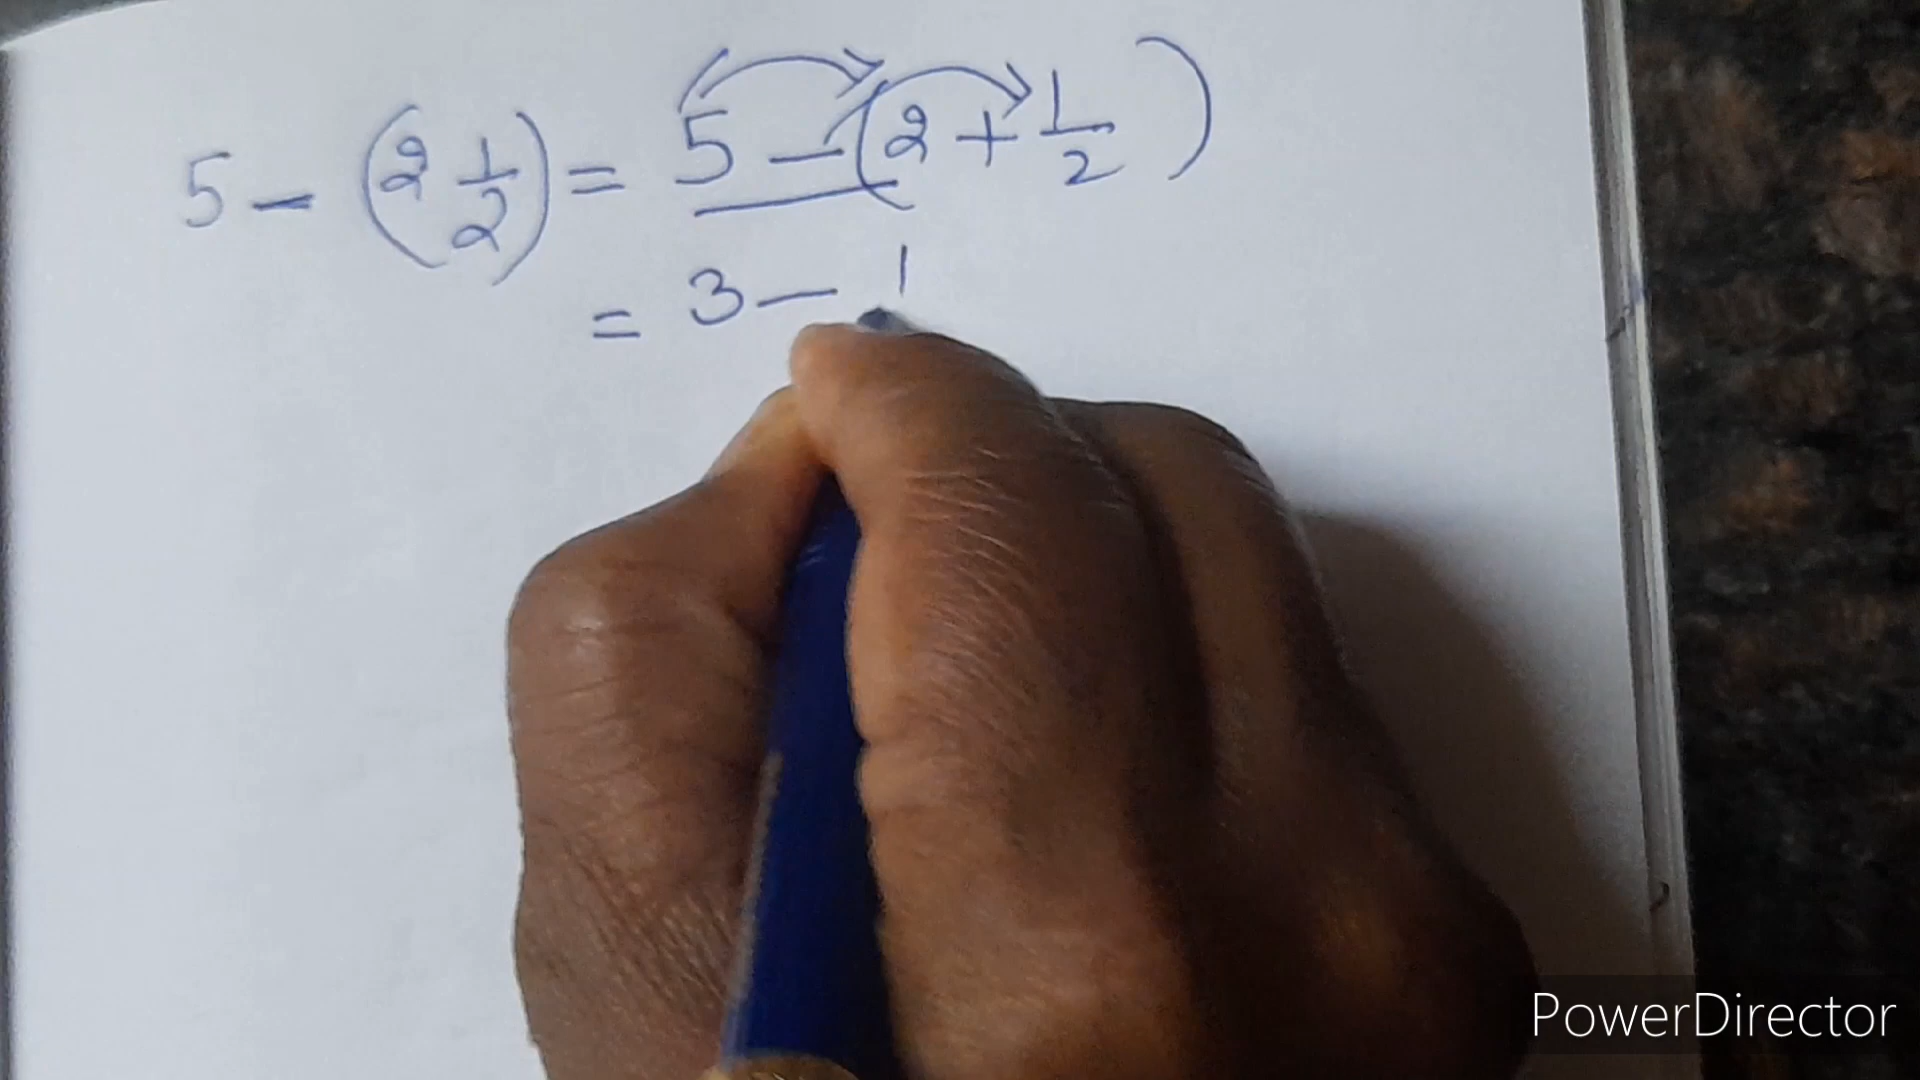 5 - (2 1/2) = 5 - (2 + 1/2)
= 3 - 1
PowerDirector